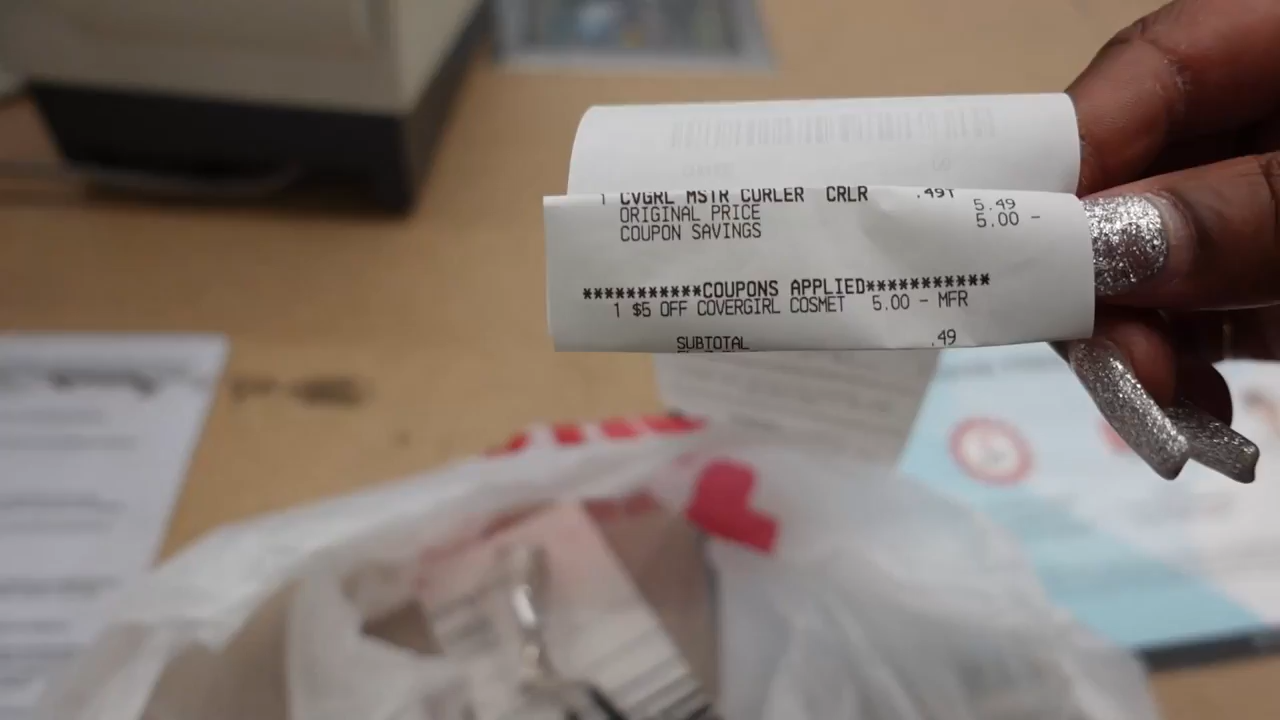 1 CVGRL MSTR CURLER CRLR .49T
ORIGINAL PRICE 5.49
COUPON SAVINGS 5.00 -
***********COUPONS APPLIED***********
1 $5 OFF COVERGIRL COSMET 5.00 - MFR
SUBTOTAL .49